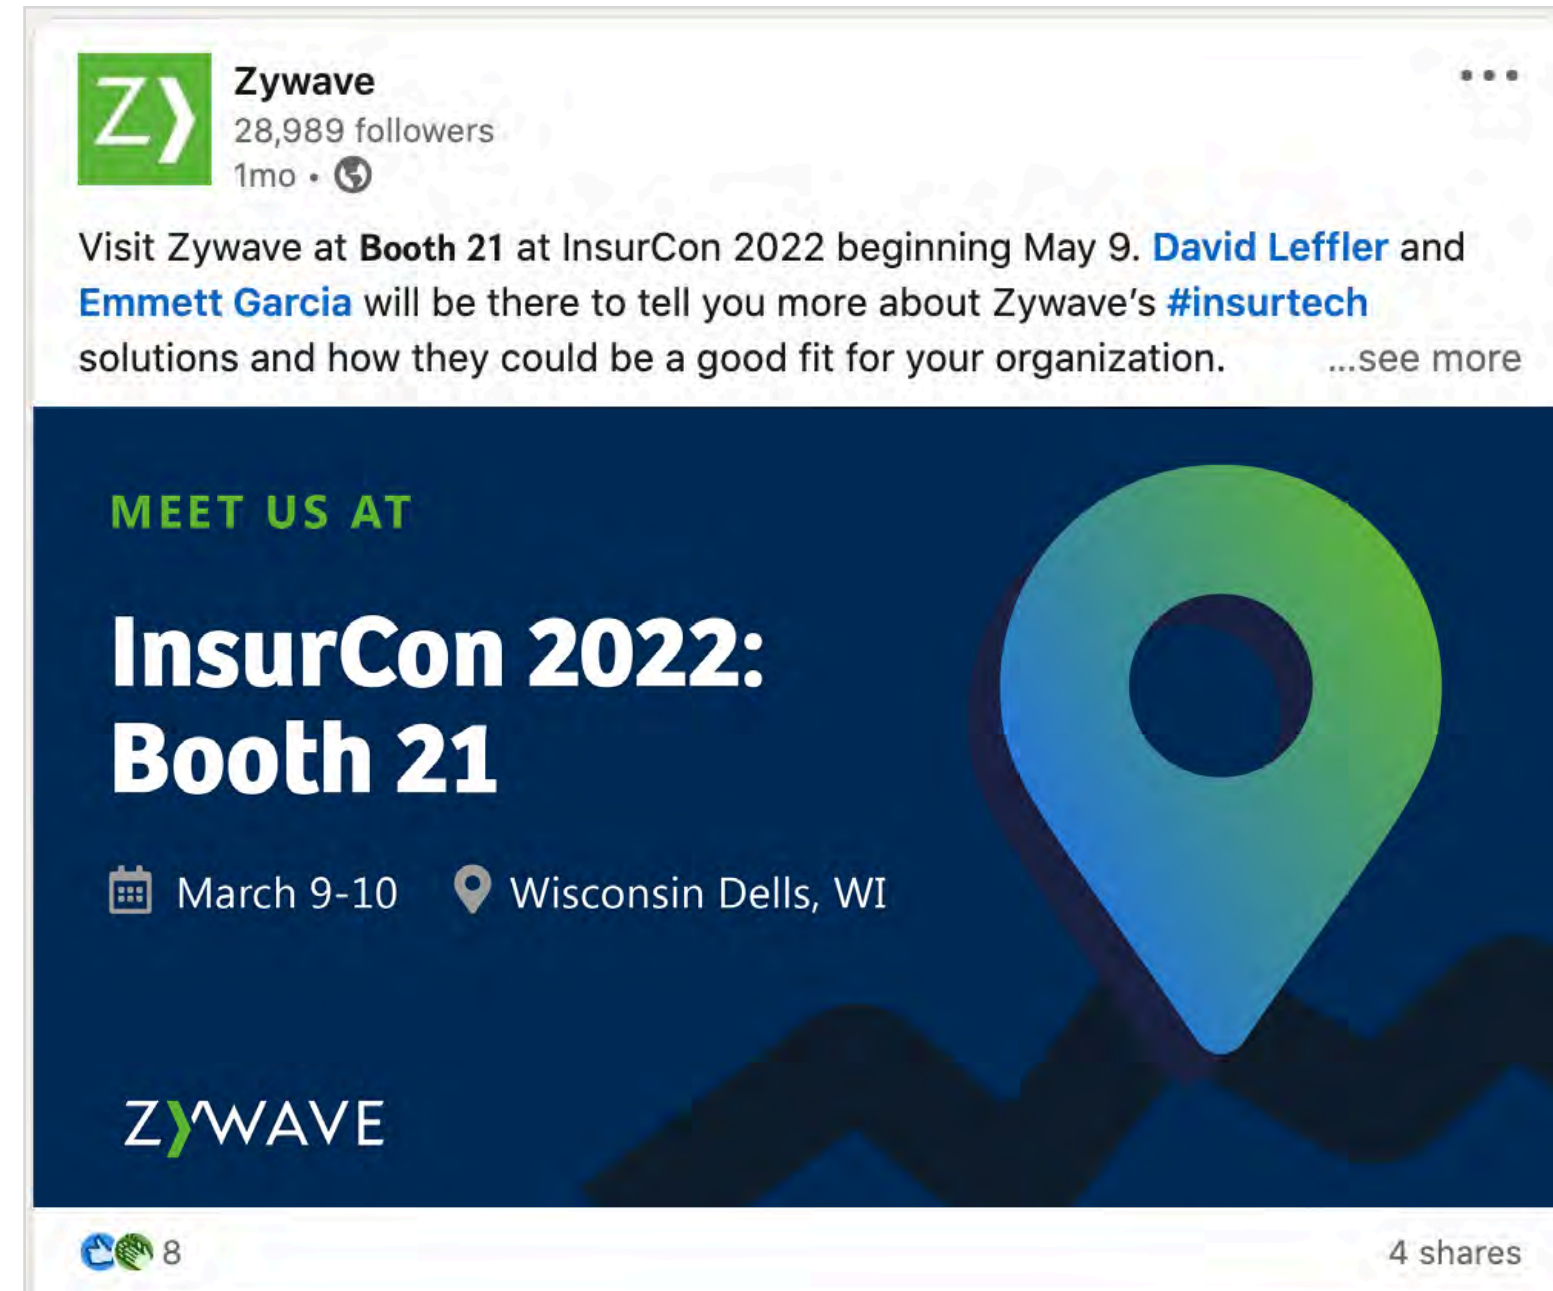 Z
Zywave
28,989 followers
1mo •
Visit Zywave at Booth 21 at InsurCon 2022 beginning May 9. David Leffler and
Emmett Garcia will be there to tell you more about Zywave's #insurtech
solutions and how they could be a good fit for your organization. ...see more
MEET US AT
InsurCon 2022:
Booth 21
March 9-10 Wisconsin Dells, WI
ZYWAVE
8 4 shares